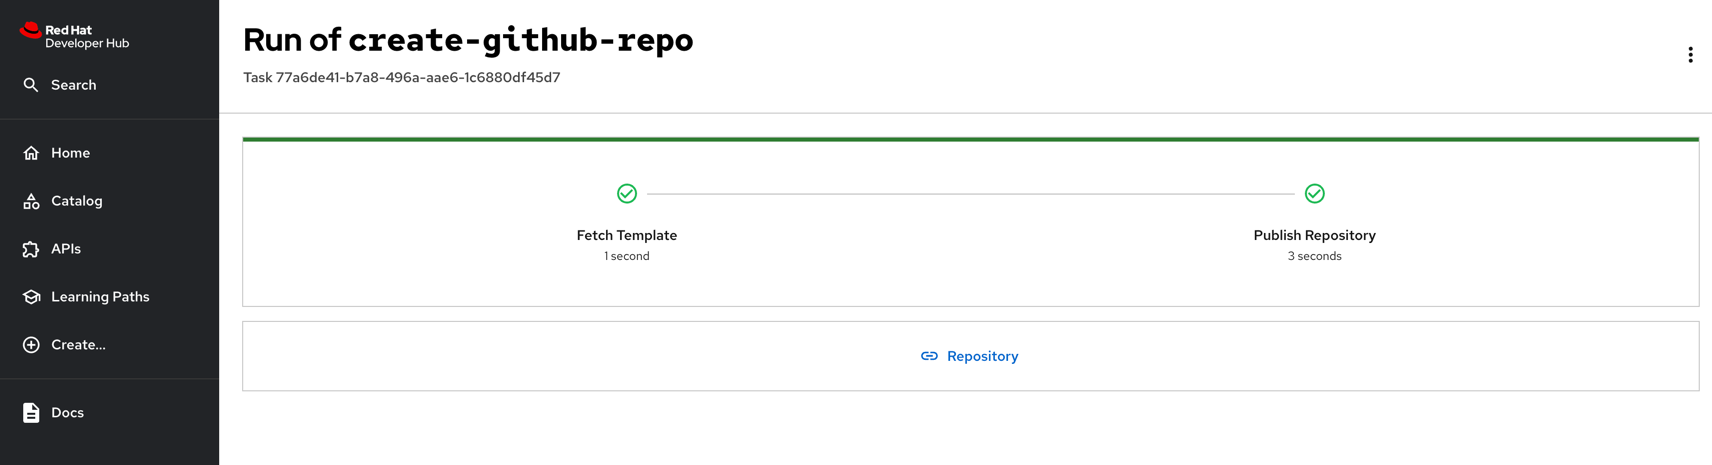 Red Hat
Developer Hub
Search
Home
Catalog
APIs
Learning Paths
Create...
Docs
Run of create-github-repo
Task 77a6de41-b7a8-496a-aae6-1c6880df45d7
Fetch Template
1 second
Publish Repository
3 seconds
Repository